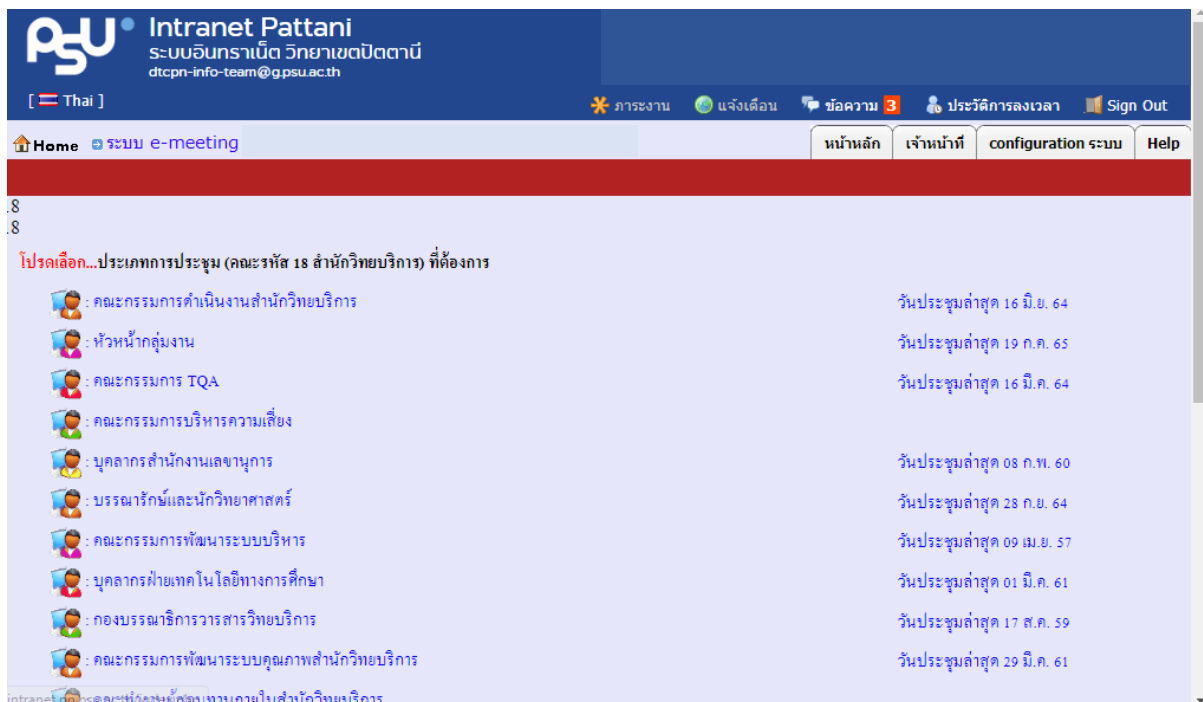 PSU Intranet Pattani
ระบบอินทราเน็ต วิทยาเขตปัตตานี
dtcpn-info-team@g.psu.ac.th
[ Thai ]
ภาระงาน แจ้งเตือน ข้อความ 3 ประวัติการลงเวลา Sign Out
Home ระบบ e-meeting หน้าหลัก เจ้าหน้าที่ configuration ระบบ Help
.8
.8
โปรดเลือก...ประเภทการประชุม (คณะรหัส 18 สำนักวิทยบริการ) ที่ต้องการ
: คณะกรรมการดำเนินงานสำนักวิทยบริการ วันประชุมล่าสุด 16 มิ.ย. 64
: หัวหน้ากลุ่มงาน วันประชุมล่าสุด 19 ก.ค. 65
: คณะกรรมการ TQA วันประชุมล่าสุด 16 มี.ค. 64
: คณะกรรมการบริหารความเสี่ยง
: บุคลากรสำนักงานเลขานุการ วันประชุมล่าสุด 08 ก.พ. 60
: บรรณารักษ์และนักวิทยาศาสตร์ วันประชุมล่าสุด 28 ก.ย. 64
: คณะกรรมการพัฒนาระบบบริหาร วันประชุมล่าสุด 09 เม.ย. 57
: บุคลากรฝ่ายเทคโนโลยีทางการศึกษา วันประชุมล่าสุด 01 มี.ค. 61
: กองบรรณาธิการวารสารวิทยบริการ วันประชุมล่าสุด 17 ส.ค. 59
: คณะกรรมการพัฒนาระบบคุณภาพสำนักวิทยบริการ วันประชุมล่าสุด 29 มี.ค. 61